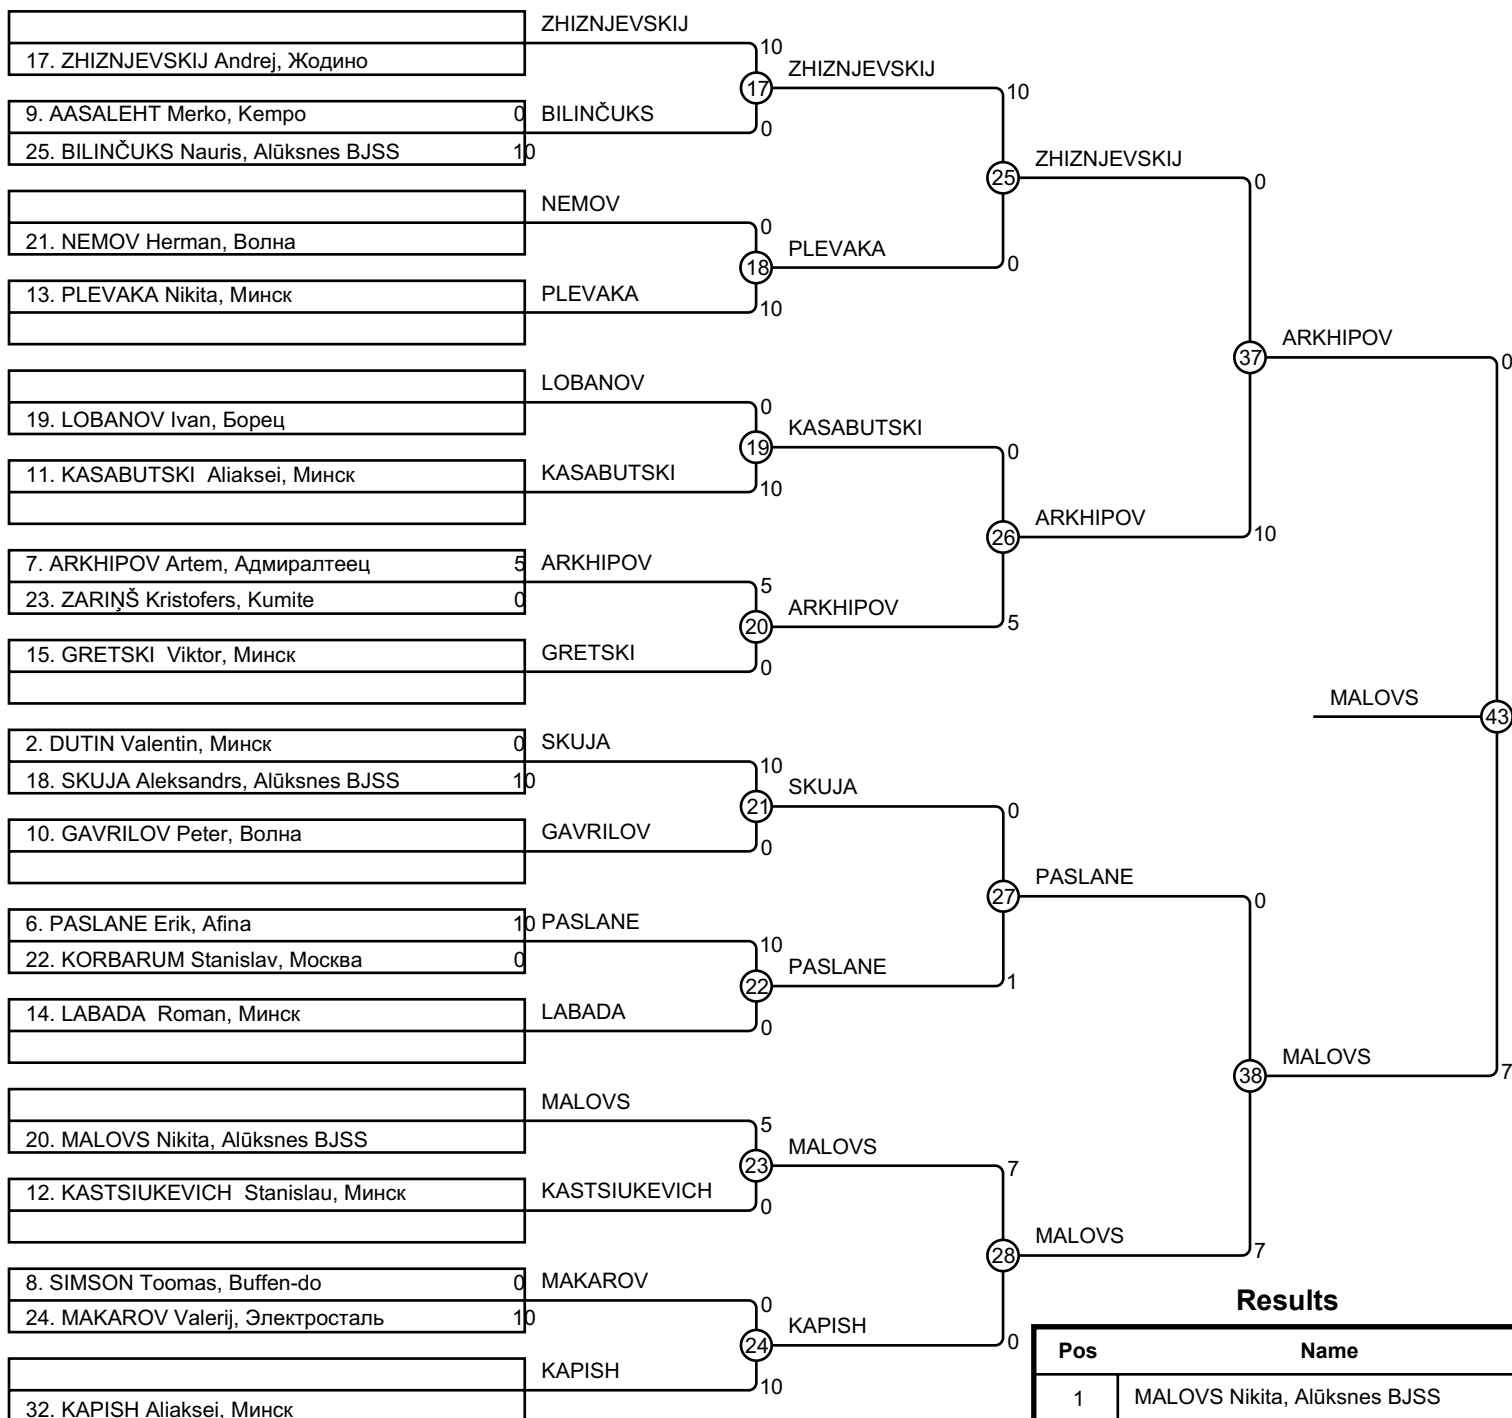 ZHIZNJEVSKIJ
17. ZHIZNJEVSKIJ Andrej, Жодино
10
ZHIZNJEVSKIJ
17
10
9. AASALEHT Merko, Kempo 0 BILINČUKS
0
25. BILINČUKS Nauris, Alūksnes BJSS 10
ZHIZNJEVSKIJ
25
0
NEMOV
0
21. NEMOV Herman, Волна
PLEVAKA
18
0
13. PLEVAKA Nikita, Минск PLEVAKA
10
ARKHIPOV
37
0
LOBANOV
0
19. LOBANOV Ivan, Борец
KASABUTSKI
19
0
11. KASABUTSKI Aliaksei, Минск KASABUTSKI
10
ARKHIPOV
26
10
7. ARKHIPOV Artem, Адмиралтеец 5 ARKHIPOV
5
23. ZARIŅŠ Kristofers, Kumite 0
ARKHIPOV
20
5
15. GRETSKI Viktor, Минск GRETSKI
0
MALOVS
43
2. DUTIN Valentin, Минск 0 SKUJA
10
18. SKUJA Aleksandrs, Alūksnes BJSS 10
SKUJA
21
0
10. GAVRILOV Peter, Волна GAVRILOV
0
PASLANE
27
0
6. PASLANE Erik, Afina 10 PASLANE
10
22. KORBARUM Stanislav, Москва 0
PASLANE
22
1
14. LABADA Roman, Минск LABADA
0
MALOVS
38
7
MALOVS
5
20. MALOVS Nikita, Alūksnes BJSS
MALOVS
23
7
12. KASTSIUKEVICH Stanislau, Минск KASTSIUKEVICH
0
MALOVS
28
7
8. SIMSON Toomas, Buffen-do 0 MAKAROV
0
24. MAKAROV Valerij, Электросталь 10
KAPISH
24
0
KAPISH
10
32. KAPISH Aliaksei, Минск
Results
Pos Name
1 MALOVS Nikita, Alūksnes BJSS